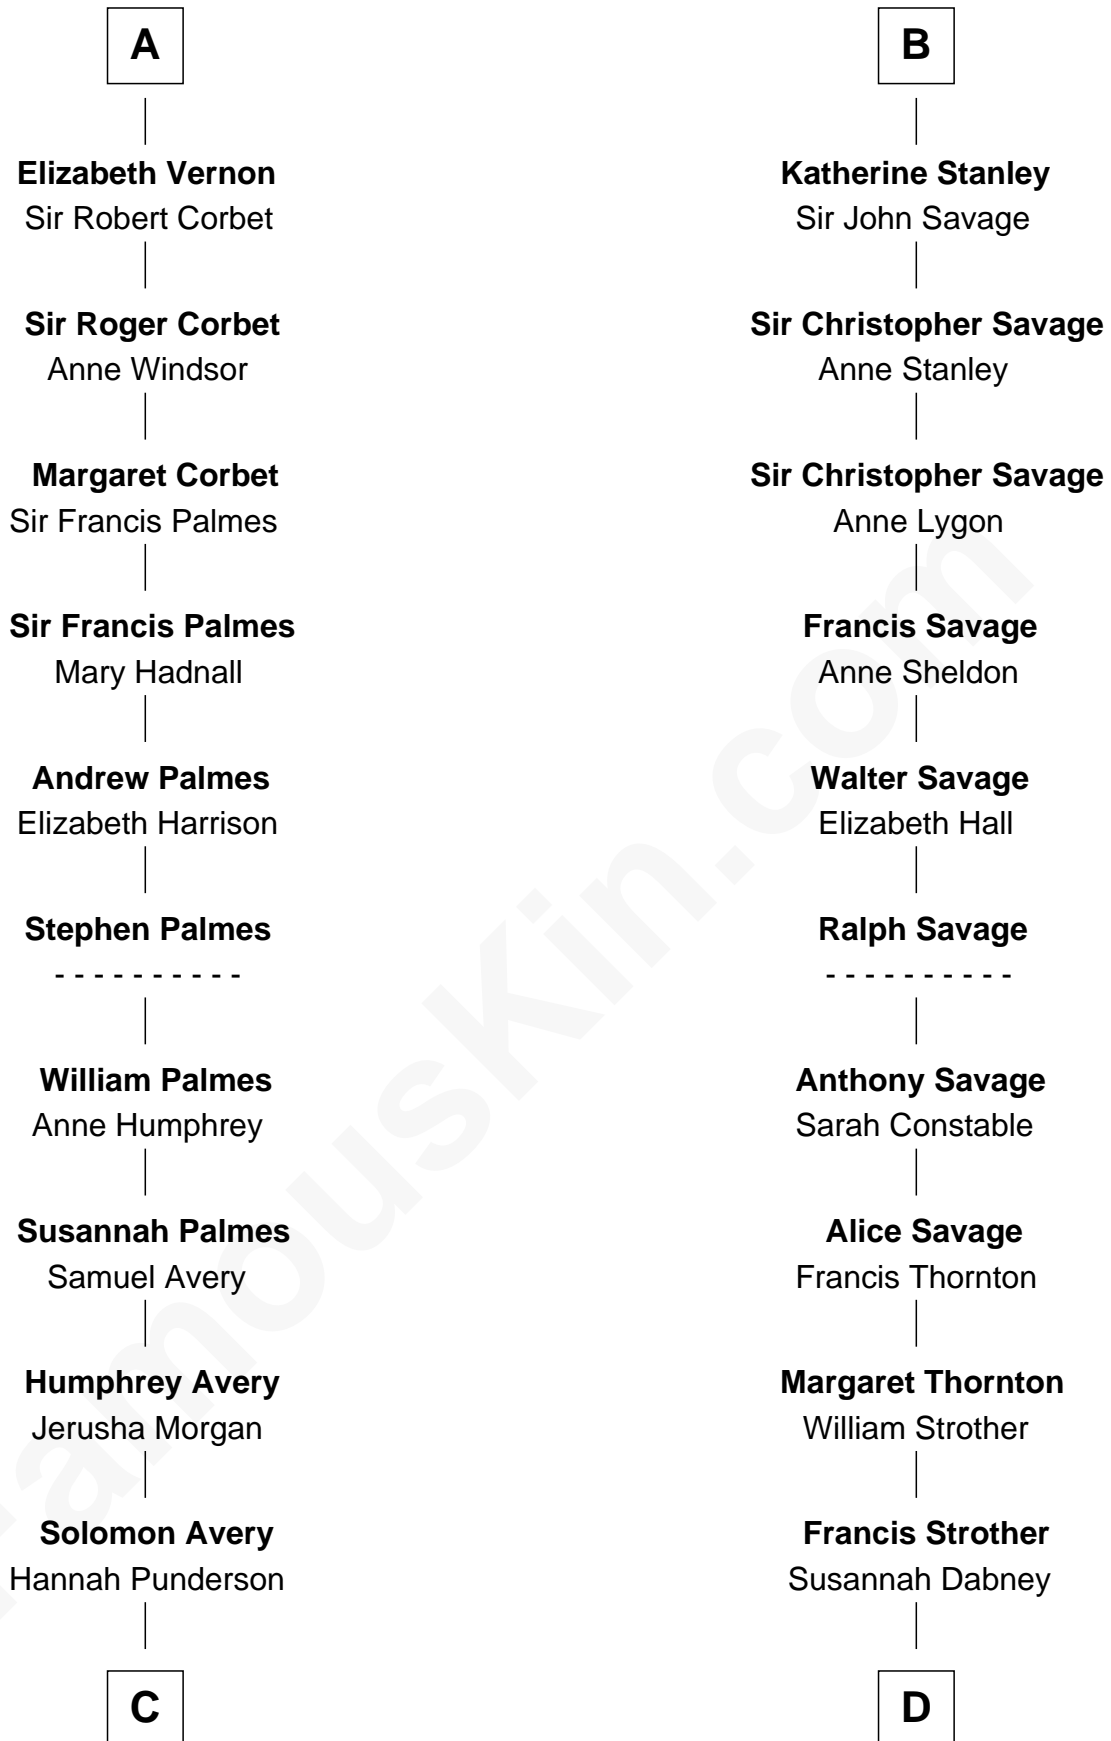 A
Elizabeth Vernon
Sir Robert Corbet
Sir Roger Corbet
Anne Windsor
Margaret Corbet
Sir Francis Palmes
Sir Francis Palmes
Mary Hadnall
Andrew Palmes
Elizabeth Harrison
Stephen Palmes
- - - - - - - - - -
William Palmes
Anne Humphrey
Susannah Palmes
Samuel Avery
Humphrey Avery
Jerusha Morgan
Solomon Avery
Hannah Punderson
C
B
Katherine Stanley
Sir John Savage
Sir Christopher Savage
Anne Stanley
Sir Christopher Savage
Anne Lygon
Francis Savage
Anne Sheldon
Walter Savage
Elizabeth Hall
Ralph Savage
- - - - - - - - - -
Anthony Savage
Sarah Constable
Alice Savage
Francis Thornton
Margaret Thornton
William Strother
Francis Strother
Susannah Dabney
D
FamousKin.com